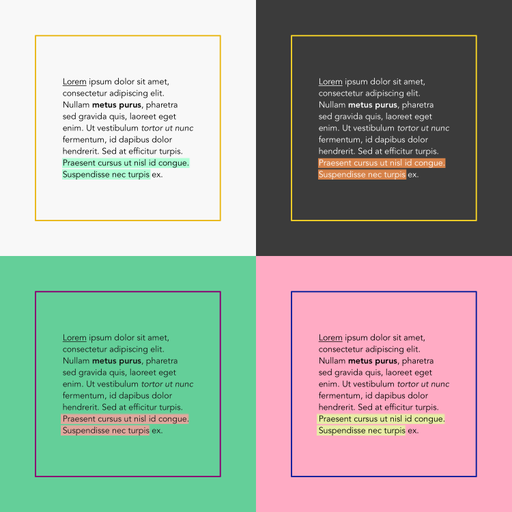 Lorem ipsum dolor sit amet,
consectetur adipiscing elit.
Nullam metus purus, pharetra
sed gravida quis, laoreet eget
enim. Ut vestibulum tortor ut nunc
fermentum, id dapibus dolor
hendrerit. Sed at efficitur turpis.
Praesent cursus ut nisl id congue.
Suspendisse nec turpis ex.
Lorem ipsum dolor sit amet,
consectetur adipiscing elit.
Nullam metus purus, pharetra
sed gravida quis, laoreet eget
enim. Ut vestibulum tortor ut nunc
fermentum, id dapibus dolor
hendrerit. Sed at efficitur turpis.
Praesent cursus ut nisl id congue.
Suspendisse nec turpis ex.
Lorem ipsum dolor sit amet,
consectetur adipiscing elit.
Nullam metus purus, pharetra
sed gravida quis, laoreet eget
enim. Ut vestibulum tortor ut nunc
fermentum, id dapibus dolor
hendrerit. Sed at efficitur turpis.
Praesent cursus ut nisl id congue.
Suspendisse nec turpis ex.
Lorem ipsum dolor sit amet,
consectetur adipiscing elit.
Nullam metus purus, pharetra
sed gravida quis, laoreet eget
enim. Ut vestibulum tortor ut nunc
fermentum, id dapibus dolor
hendrerit. Sed at efficitur turpis.
Praesent cursus ut nisl id congue.
Suspendisse nec turpis ex.